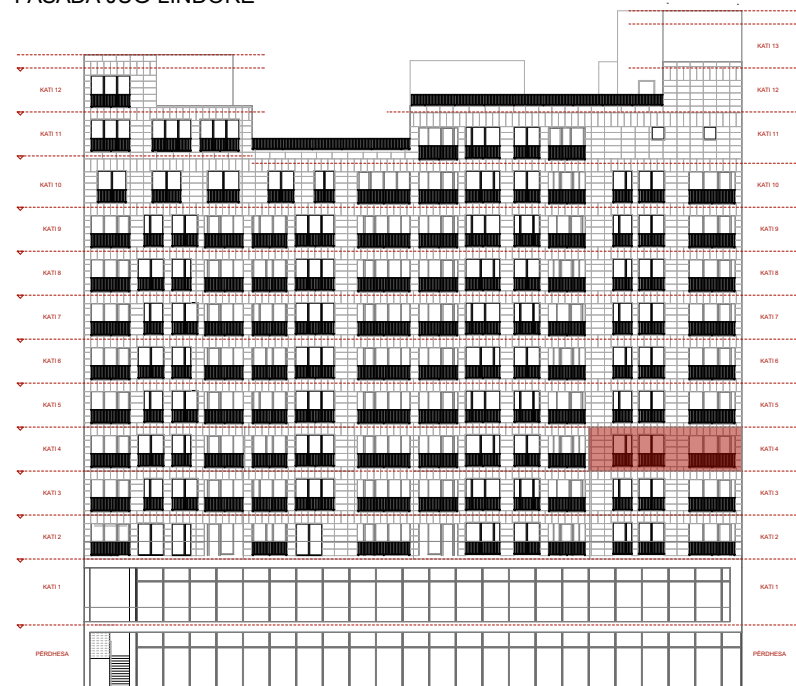 FASADA JUG-LINDORE
KATI 13
KATI 12 KATI 12
KATI 11 KATI 11
KATI 10 KATI 10
KATI 9 KATI 9
KATI 8 KATI 8
KATI 7 KATI 7
KATI 6 KATI 6
KATI 5 KATI 5
KATI 4 KATI 4
KATI 3 KATI 3
KATI 2 KATI 2
KATI 1 KATI 1
PËRDHESA PËRDHESA